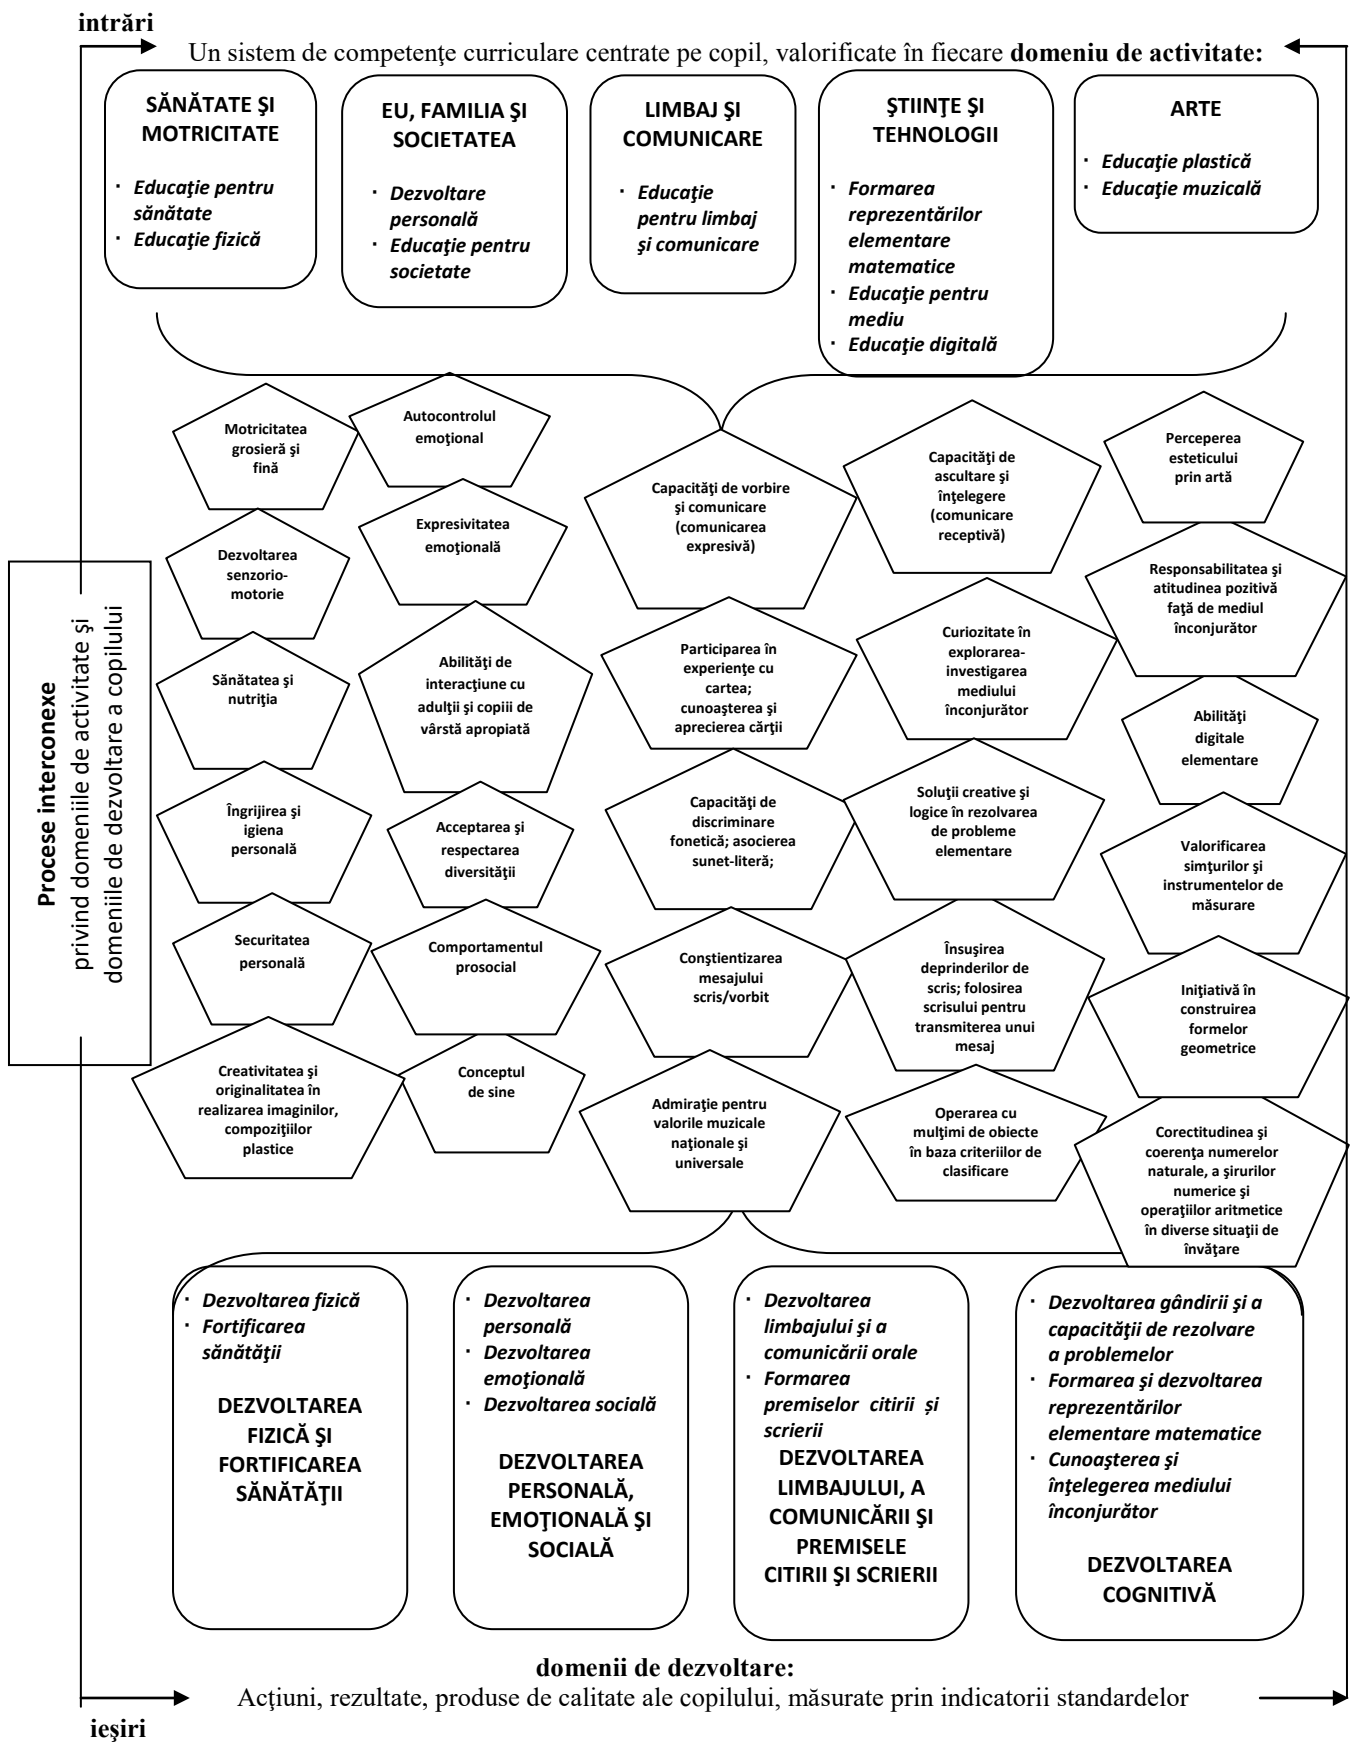 intrări
Un sistem de competenţe curriculare centrate pe copil, valorificate în fiecare domeniu de activitate:
SĂNĂTATE ŞI
MOTRICITATE
· Educaţie pentru
sănătate
· Educaţie fizică
EU, FAMILIA ŞI
SOCIETATEA
· Dezvoltare
personală
· Educaţie pentru
societate
LIMBAJ ŞI
COMUNICARE
· Educaţie
pentru limbaj
şi comunicare
ŞTIINŢE ŞI
TEHNOLOGII
· Formarea
reprezentărilor
elementare
matematice
· Educaţie pentru
mediu
· Educaţie digitală
ARTE
· Educaţie plastică
· Educaţie muzicală
Procese interconexe
privind domeniile de activitate şi
domeniile de dezvoltare a copilului
Motricitatea
grosieră şi
fină
Dezvoltarea
senzorio-
motorie
Sănătatea şi
nutriţia
Îngrijirea şi
igiena
personală
Securitatea
personală
Creativitatea şi
originalitatea în
realizarea imaginilor,
compoziţiilor
plastice
Autocontrolul
emoţional
Expresivitatea
emoţională
Abilităţi de
interacţiune cu
adulţii şi copiii de
vârstă apropiată
Acceptarea şi
respectarea
diversităţii
Comportamentul
prosocial
Conceptul
de sine
Capacităţi de vorbire
şi comunicare
(comunicarea
expresivă)
Participarea în
experienţe cu
cartea;
cunoaşterea şi
aprecierea cărţii
Capacităţi de
discriminare
fonetică; asocierea
sunet-literă;
Conştientizarea
mesajului
scris/vorbit
Admiraţie pentru
valorile muzicale
naţionale şi
universale
Capacităţi de
ascultare şi
înţelegere
(comunicare
receptivă)
Curiozitate în
explorarea-
investigarea
mediului
înconjurător
Soluţii creative şi
logice în rezolvarea
de probleme
elementare
Însuşirea
deprinderilor de
scris; folosirea
scrisului pentru
transmiterea unui
mesaj
Operarea cu
mulţimi de obiecte
în baza criteriilor de
clasificare
Perceperea
esteticului
prin artă
Responsabilitatea şi
atitudinea pozitivă
faţă de mediul
înconjurător
Abilităţi
digitale
elementare
Valorificarea
simţurilor şi
instrumentelor de
măsurare
Iniţiativă în
construirea
formelor
geometrice
Corectitudinea şi
coerenţa numerelor
naturale, a şirurilor
numerice şi
operaţiilor aritmetice
în diverse situaţii de
învăţare
· Dezvoltarea fizică
· Fortificarea
sănătăţii
DEZVOLTAREA
FIZICĂ ŞI
FORTIFICAREA
SĂNĂTĂŢII
· Dezvoltarea
personală
· Dezvoltarea
emoţională
· Dezvoltarea socială
DEZVOLTAREA
PERSONALĂ,
EMOŢIONALĂ ŞI
SOCIALĂ
· Dezvoltarea
limbajului şi a
comunicării orale
· Formarea
premiselor citirii și
scrierii
DEZVOLTAREA
LIMBAJULUI, A
COMUNICĂRII ŞI
PREMISELE
CITIRII ŞI SCRIERII
· Dezvoltarea gândirii şi a
capacităţii de rezolvare
a problemelor
· Formarea şi dezvoltarea
reprezentărilor
elementare matematice
· Cunoaşterea şi
înţelegerea mediului
înconjurător
DEZVOLTAREA
COGNITIVĂ
domenii de dezvoltare:
Acţiuni, rezultate, produse de calitate ale copilului, măsurate prin indicatorii standardelor
ieşiri